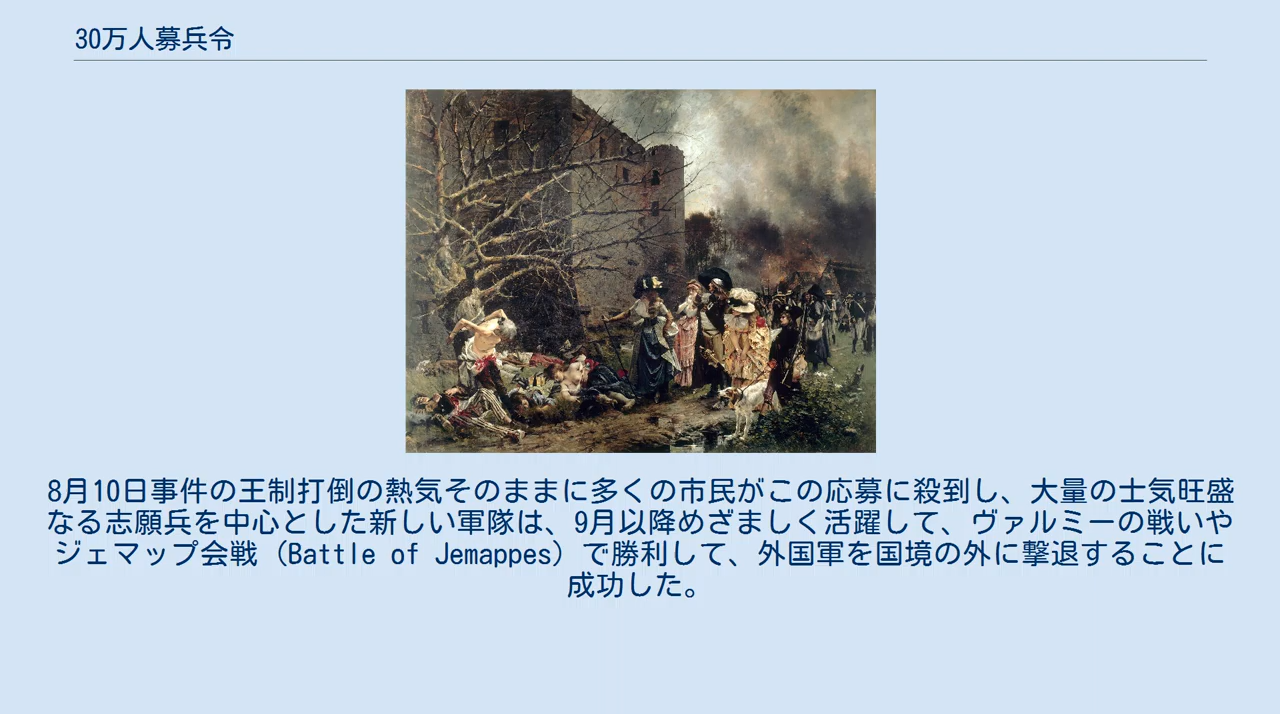 30万人募兵令
8月10日事件の王制打倒の熱気そのままに多くの市民がこの応募に殺到し、大量の士気旺盛
なる志願兵を中心とした新しい軍隊は、9月以降めざましく活躍して、ヴァルミーの戦いや
ジェマップ会戦（Battle of Jemappes）で勝利して、外国軍を国境の外に撃退することに
成功した。